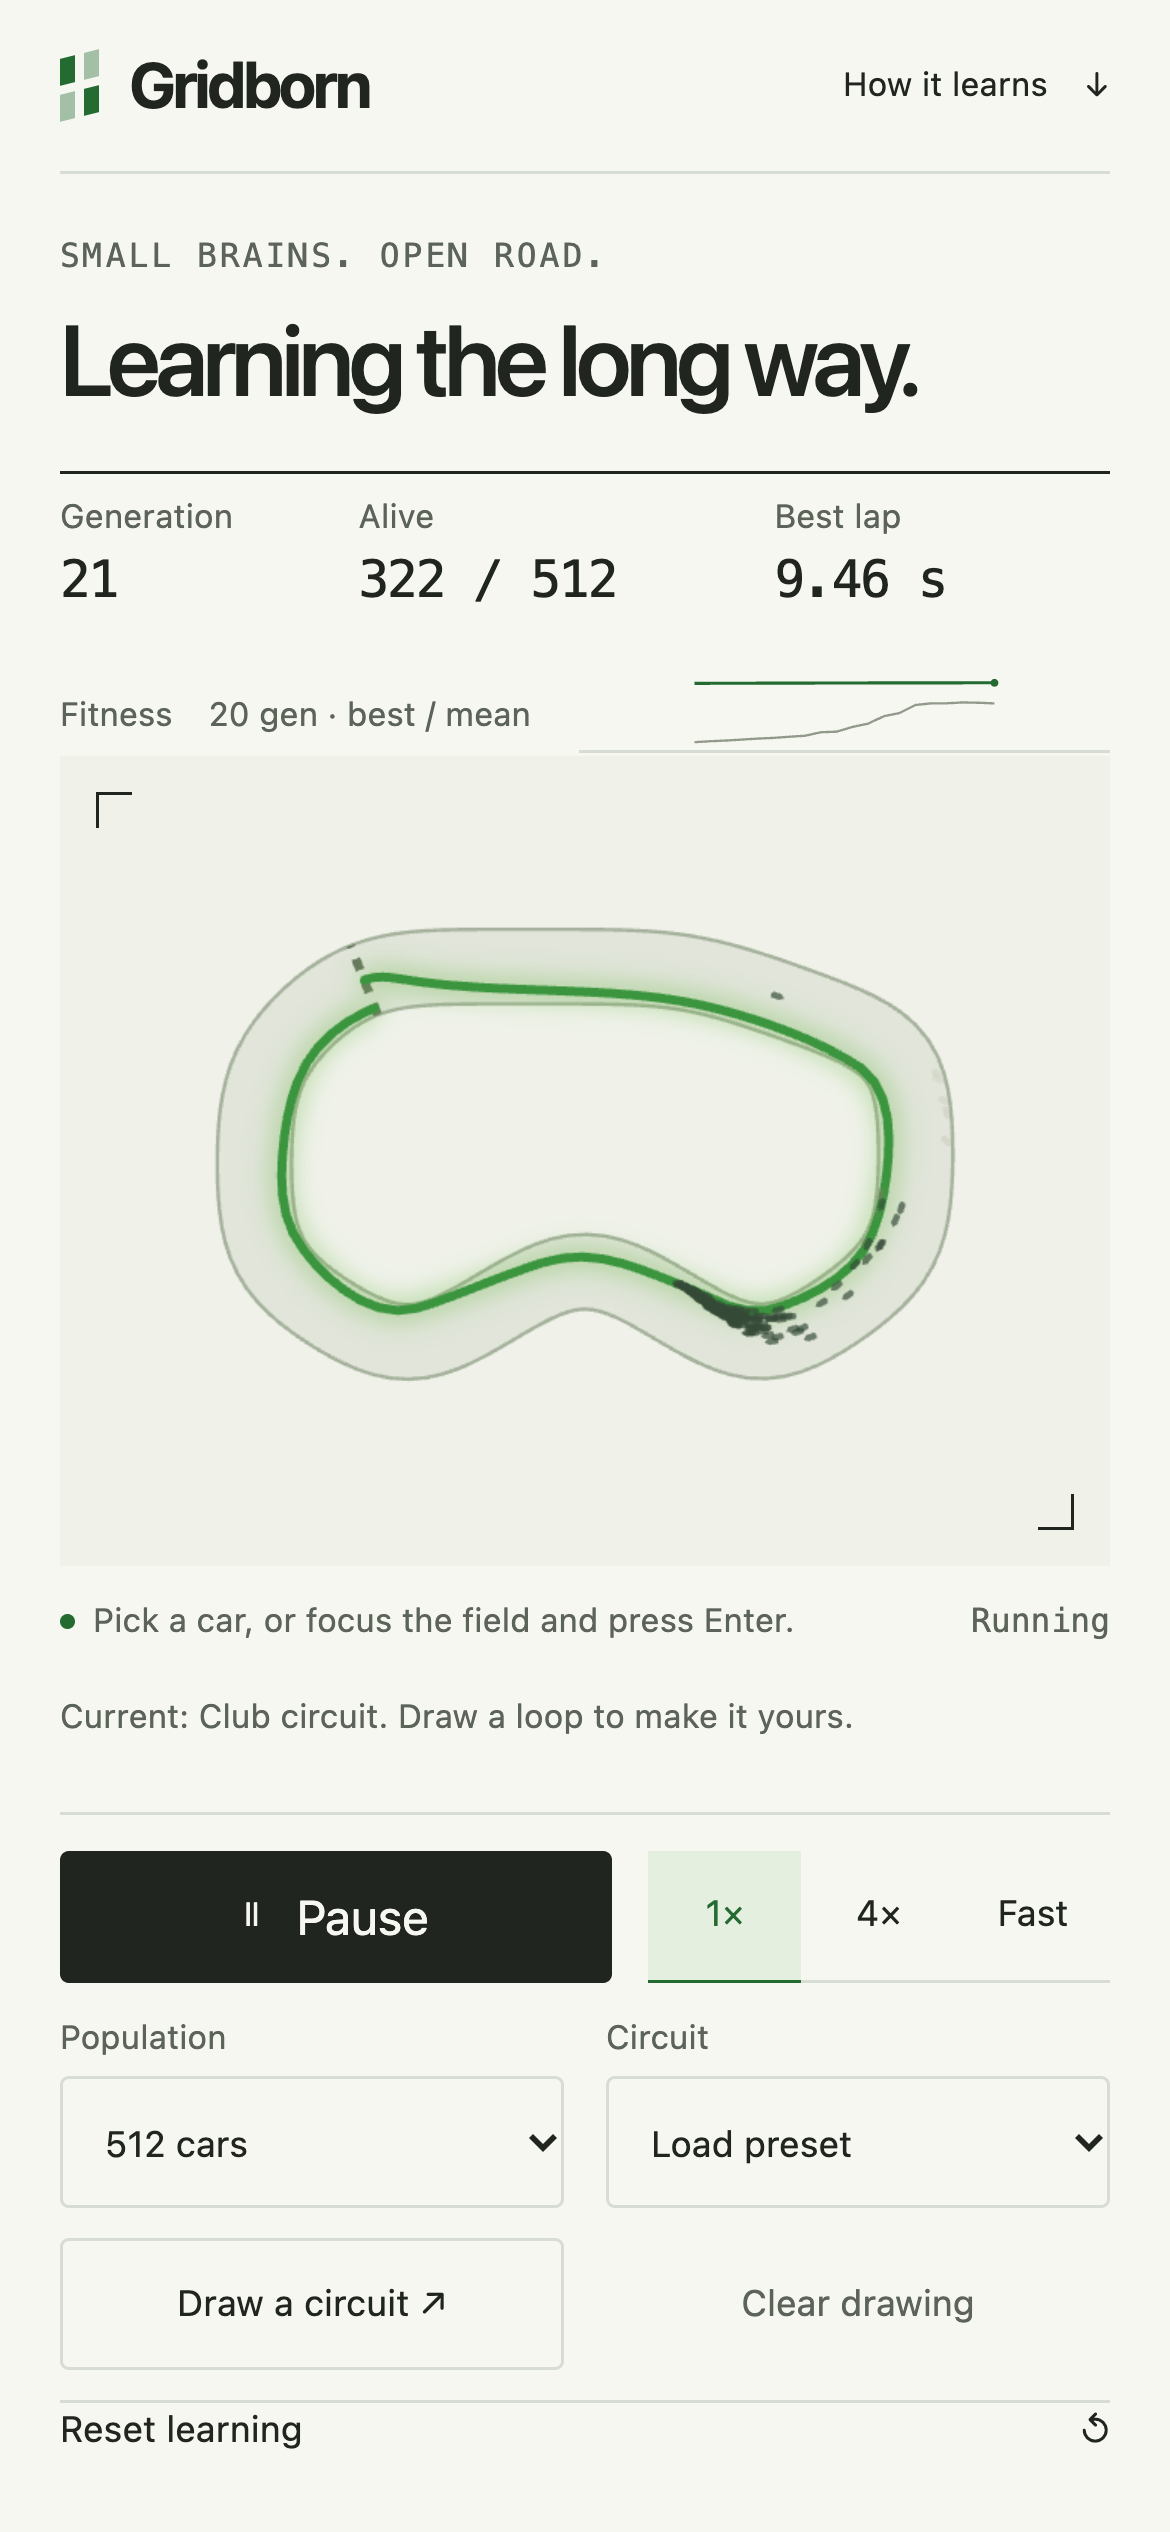 Gridborn
How it learns ↓
SMALL BRAINS. OPEN ROAD.
Learning the long way.
Generation Alive Best lap
21 322 / 512 9.46 s
Fitness 20 gen · best / mean
Pick a car, or focus the field and press Enter. Running
Current: Club circuit. Draw a loop to make it yours.
Pause 1× 4× Fast
Population Circuit
512 cars Load preset
Draw a circuit ↗ Clear drawing
Reset learning